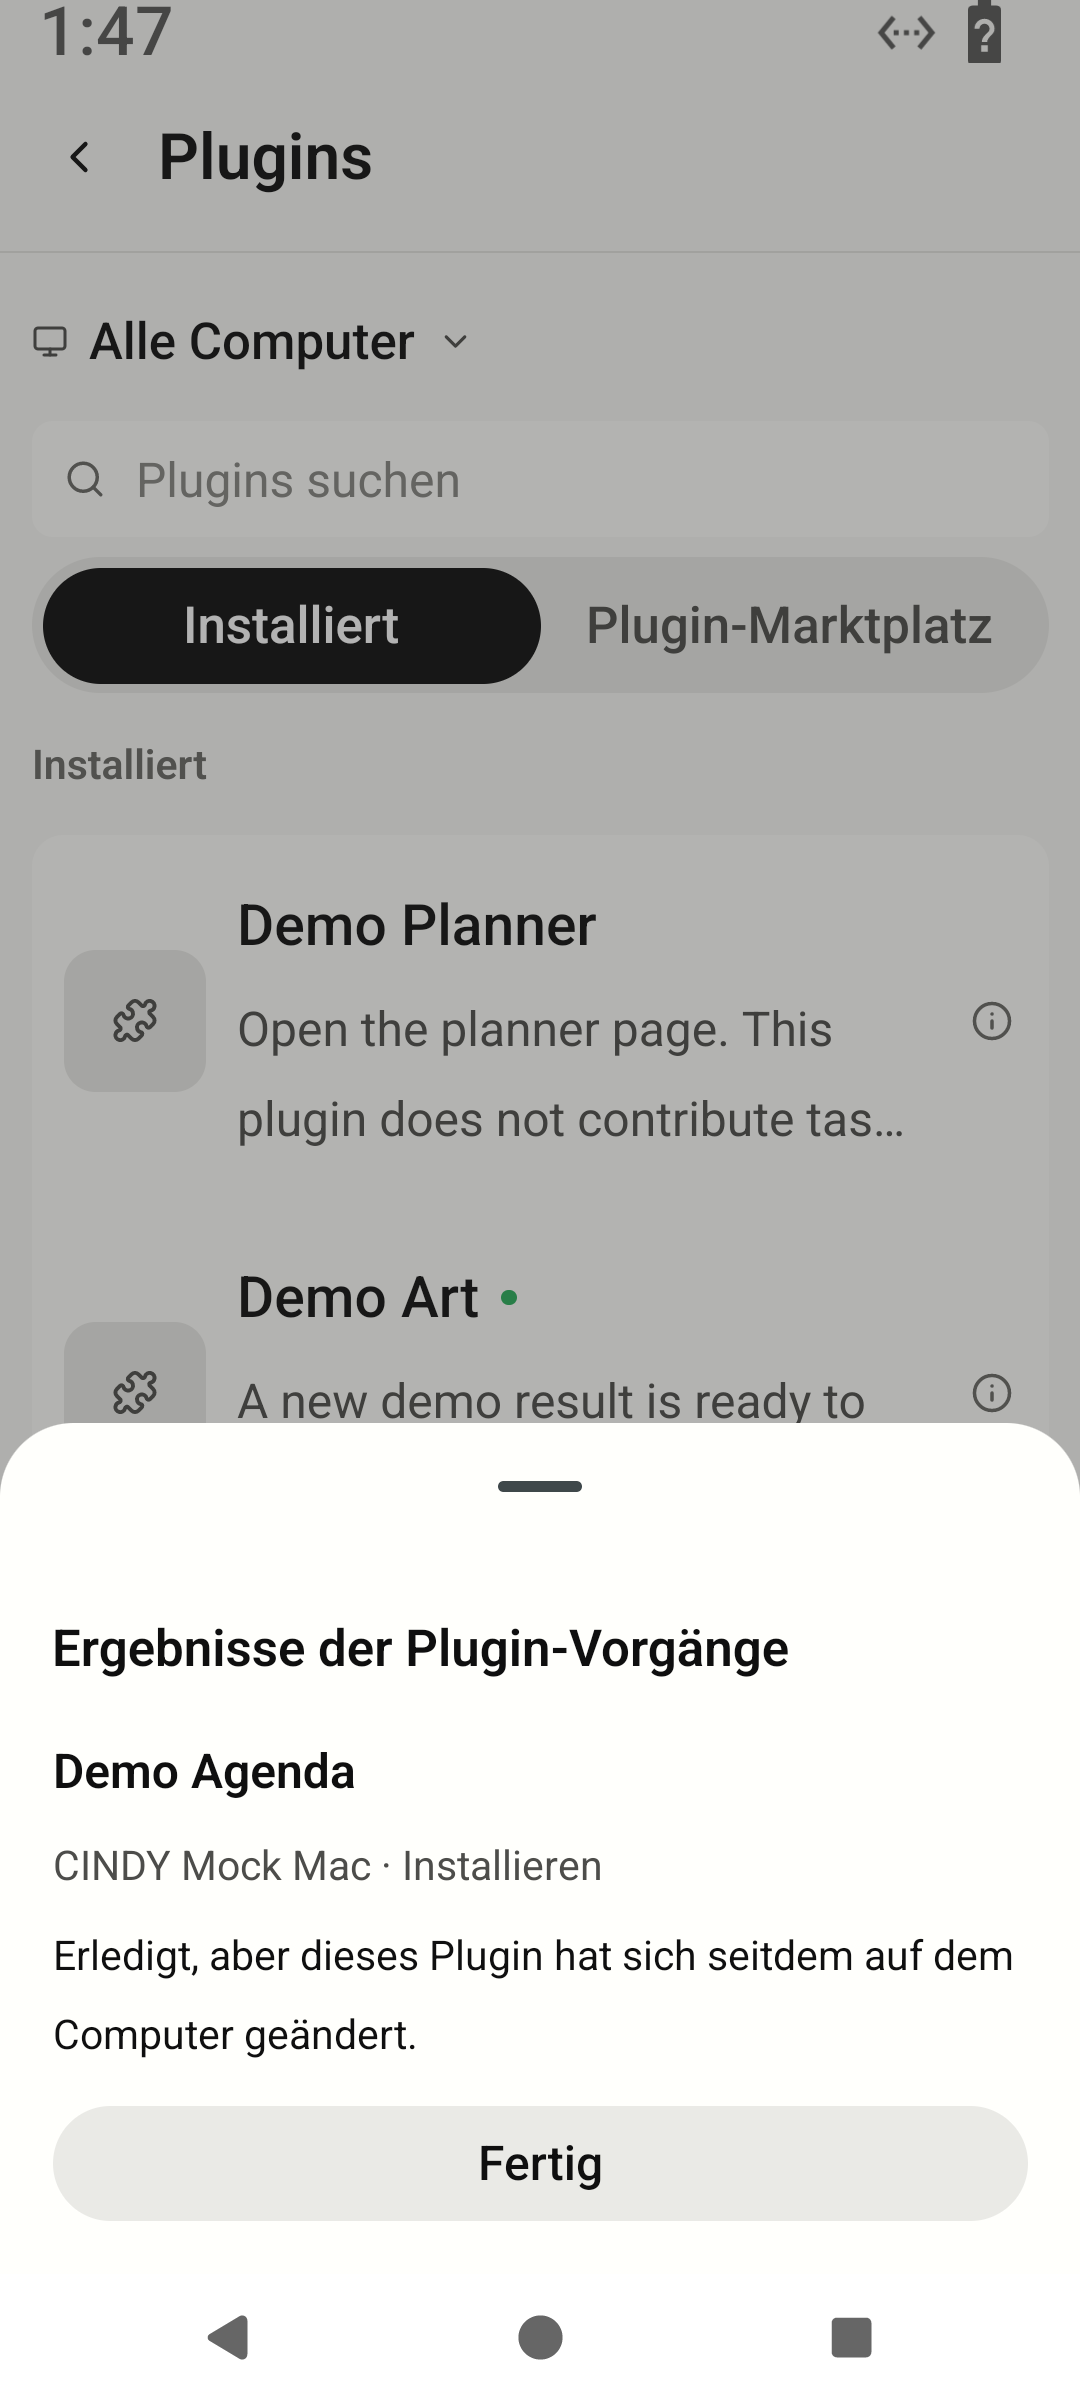 1:47
?
Plugins
Alle Computer
Plugins suchen
Installiert
Plugin-Marktplatz
Installiert
Demo Planner
Open the planner page. This
plugin does not contribute tas...
Demo Art
A new demo result is ready to
Ergebnisse der Plugin-Vorgänge
Demo Agenda
CINDY Mock Mac · Installieren
Erledigt, aber dieses Plugin hat sich seitdem auf dem
Computer geändert.
Fertig